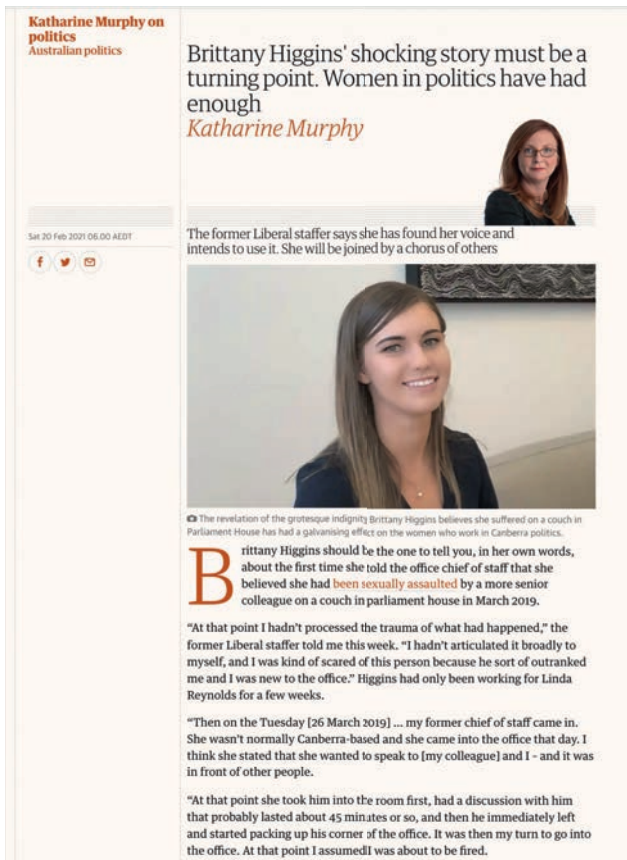 Katharine Murphy on
politics
Australian politics
Brittany Higgins' shocking story must be a
turning point. Women in politics have had
enough
Katharine Murphy
Sat 20 Feb 2021 06.00 AEDT
The former Liberal staffer says she has found her voice and
intends to use it. She will be joined by a chorus of others
The revelation of the grotesque indignity Brittany Higgins believes she suffered on a couch in
Parliament House has had a galvanising effect on the women who work in Canberra politics.
Brittany Higgins should be the one to tell you, in her own words,
about the first time she told the office chief of staff that she
believed she had been sexually assaulted by a more senior
colleague on a couch in parliament house in March 2019.
“At that point I hadn’t processed the trauma of what had happened,” the
former Liberal staffer told me this week. “I hadn’t articulated it broadly to
myself, and I was kind of scared of this person because he sort of outranked
me and I was new to the office.” Higgins had only been working for Linda
Reynolds for a few weeks.
“Then on the Tuesday [26 March 2019] ... my former chief of staff came in.
She wasn’t normally Canberra-based and she came into the office that day. I
think she stated that she wanted to speak to [my colleague] and I – and it was
in front of other people.
“At that point she took him into the room first, had a discussion with him
that probably lasted about 45 minutes or so, and then he immediately left
and started packing up his corner of the office. It was then my turn to go into
the office. At that point I assumed I was about to be fired.